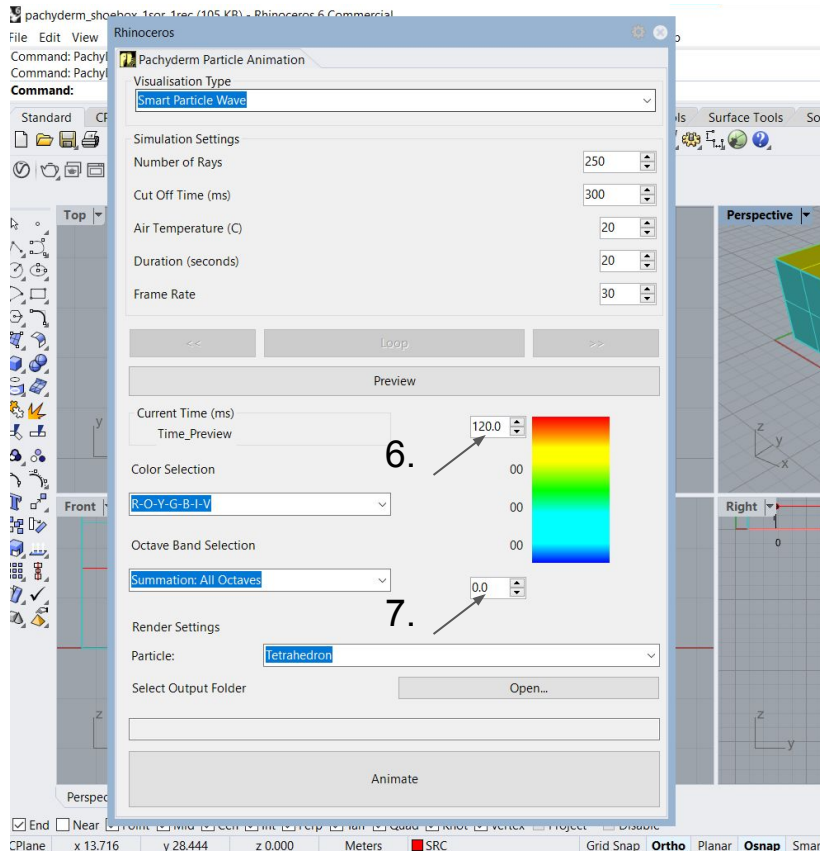 pachyderm_shoebox_1sor_1rec (105 KB) - Rhinoceros 6 Commercial
File Edit View
Command: Pachyl
Command: Pachyl
Command:
Rhinoceros
Pachyderm Particle Animation
Visualisation Type
Smart Particle Wave
Standard CP
Surface Tools So
Simulation Settings
Number of Rays 250
Cut Off Time (ms) 300
Air Temperature (C) 20
Duration (seconds) 20
Frame Rate 30
Top
Perspective
<< Loop >>
Preview
Current Time (ms)
Time_Preview
120.0
6.
Color Selection 00
R-O-Y-G-B-I-V 00
Octave Band Selection 00
Summation: All Octaves 0.0
7.
Render Settings
Particle: Tetrahedron
Select Output Folder Open...
Animate
y
z
y
x
Front
Right
0
z
z
y
Perspec
End Near Point Mid Cen Int Perp Tan Quad Knot Vertex Project Disable
CPlane x 13.716 y 28.444 z 0.000 Meters SRC Grid Snap Ortho Planar Osnap Smar